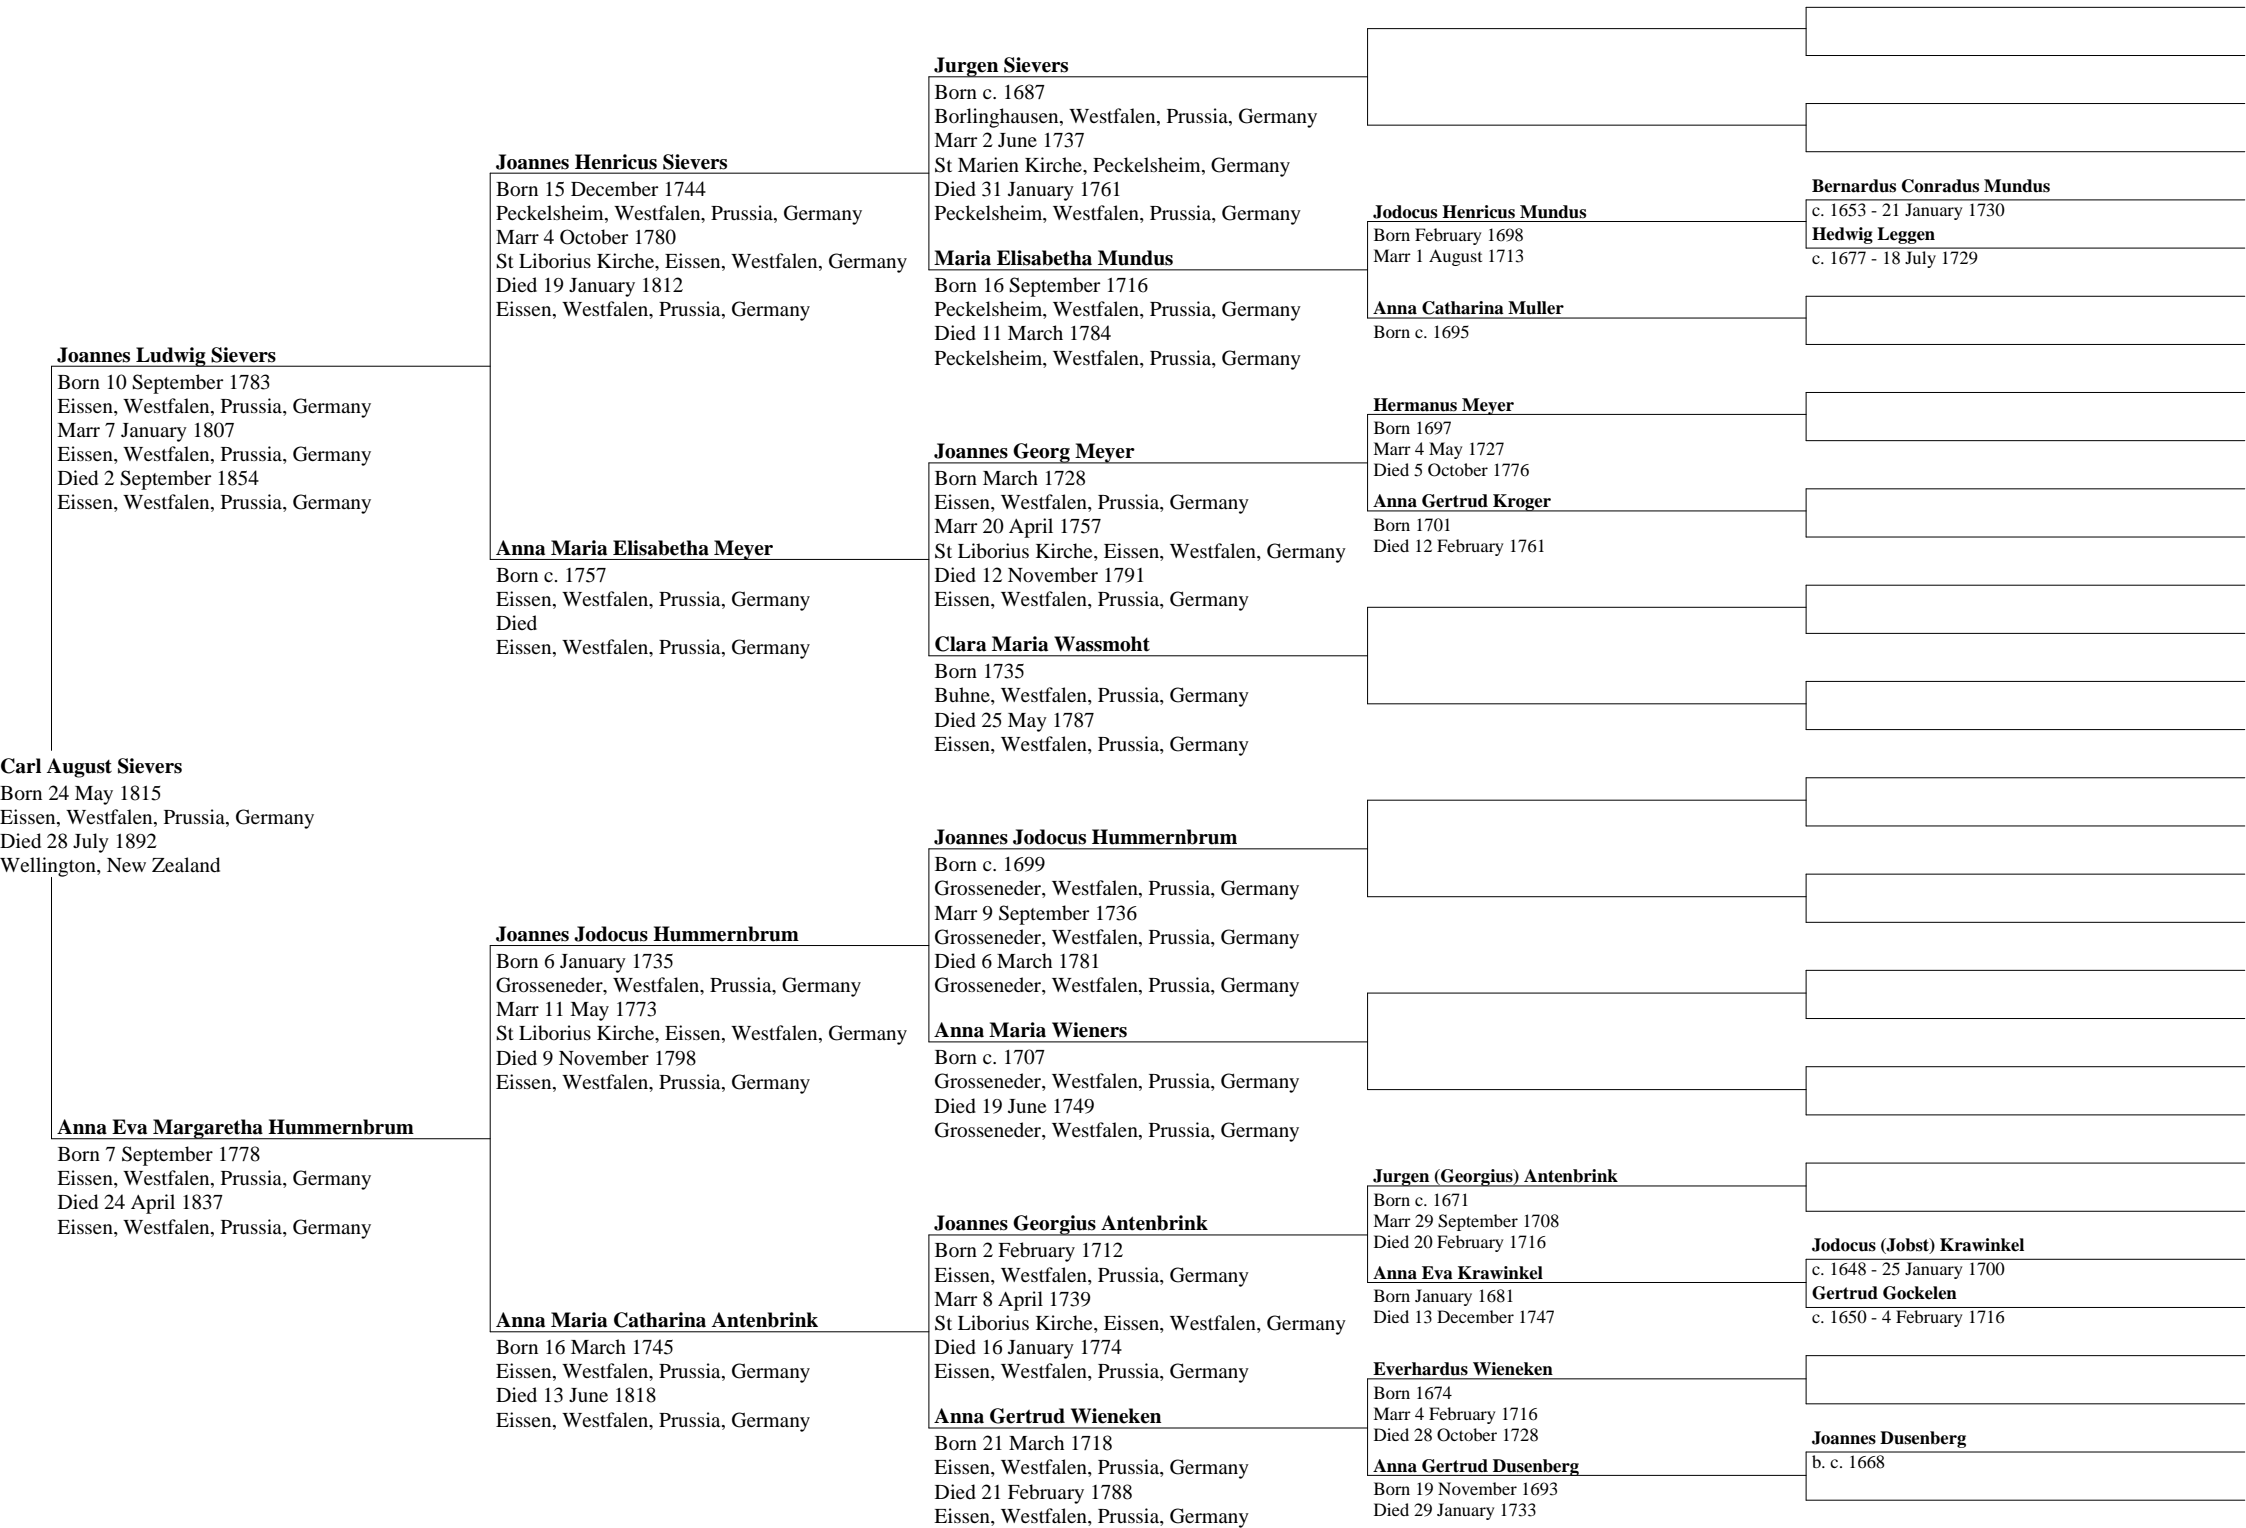 Carl August Sievers
Born 24 May 1815
Eissen, Westfalen, Prussia, Germany
Died 28 July 1892
Wellington, New Zealand
Joannes Ludwig Sievers
Born 10 September 1783
Eissen, Westfalen, Prussia, Germany
Marr 7 January 1807
Eissen, Westfalen, Prussia, Germany
Died 2 September 1854
Eissen, Westfalen, Prussia, Germany
Anna Eva Margaretha Hummernbrum
Born 7 September 1778
Eissen, Westfalen, Prussia, Germany
Died 24 April 1837
Eissen, Westfalen, Prussia, Germany
Joannes Henricus Sievers
Born 15 December 1744
Peckelsheim, Westfalen, Prussia, Germany
Marr 4 October 1780
St Liborius Kirche, Eissen, Westfalen, Germany
Died 19 January 1812
Eissen, Westfalen, Prussia, Germany
Anna Maria Elisabetha Meyer
Born c. 1757
Eissen, Westfalen, Prussia, Germany
Died
Eissen, Westfalen, Prussia, Germany
Joannes Jodocus Hummernbrum
Born 6 January 1735
Grosseneder, Westfalen, Prussia, Germany
Marr 11 May 1773
St Liborius Kirche, Eissen, Westfalen, Germany
Died 9 November 1798
Eissen, Westfalen, Prussia, Germany
Anna Maria Catharina Antenbrink
Born 16 March 1745
Eissen, Westfalen, Prussia, Germany
Died 13 June 1818
Eissen, Westfalen, Prussia, Germany
Jurgen Sievers
Born c. 1687
Borlinghausen, Westfalen, Prussia, Germany
Marr 2 June 1737
St Marien Kirche, Peckelsheim, Germany
Died 31 January 1761
Peckelsheim, Westfalen, Prussia, Germany
Maria Elisabetha Mundus
Born 16 September 1716
Peckelsheim, Westfalen, Prussia, Germany
Died 11 March 1784
Peckelsheim, Westfalen, Prussia, Germany
Joannes Georg Meyer
Born March 1728
Eissen, Westfalen, Prussia, Germany
Marr 20 April 1757
St Liborius Kirche, Eissen, Westfalen, Germany
Died 12 November 1791
Eissen, Westfalen, Prussia, Germany
Clara Maria Wassmoht
Born 1735
Buhne, Westfalen, Prussia, Germany
Died 25 May 1787
Eissen, Westfalen, Prussia, Germany
Joannes Jodocus Hummernbrum
Born c. 1699
Grosseneder, Westfalen, Prussia, Germany
Marr 9 September 1736
Grosseneder, Westfalen, Prussia, Germany
Died 6 March 1781
Grosseneder, Westfalen, Prussia, Germany
Anna Maria Wieners
Born c. 1707
Grosseneder, Westfalen, Prussia, Germany
Died 19 June 1749
Grosseneder, Westfalen, Prussia, Germany
Joannes Georgius Antenbrink
Born 2 February 1712
Eissen, Westfalen, Prussia, Germany
Marr 8 April 1739
St Liborius Kirche, Eissen, Westfalen, Germany
Died 16 January 1774
Eissen, Westfalen, Prussia, Germany
Anna Gertrud Wieneken
Born 21 March 1718
Eissen, Westfalen, Prussia, Germany
Died 21 February 1788
Eissen, Westfalen, Prussia, Germany
Jodocus Henricus Mundus
Born February 1698
Marr 1 August 1713
Anna Catharina Muller
Born c. 1695
Hermanus Meyer
Born 1697
Marr 4 May 1727
Died 5 October 1776
Anna Gertrud Kroger
Born 1701
Died 12 February 1761
Jurgen (Georgius) Antenbrink
Born c. 1671
Marr 29 September 1708
Died 20 February 1716
Anna Eva Krawinkel
Born January 1681
Died 13 December 1747
Everhardus Wieneken
Born 1674
Marr 4 February 1716
Died 28 October 1728
Anna Gertrud Dusenberg
Born 19 November 1693
Died 29 January 1733
Bernardus Conradus Mundus
c. 1653 - 21 January 1730
Hedwig Leggen
c. 1677 - 18 July 1729
Jodocus (Jobst) Krawinkel
c. 1648 - 25 January 1700
Gertrud Gockelen
c. 1650 - 4 February 1716
Joannes Dusenberg
b. c. 1668